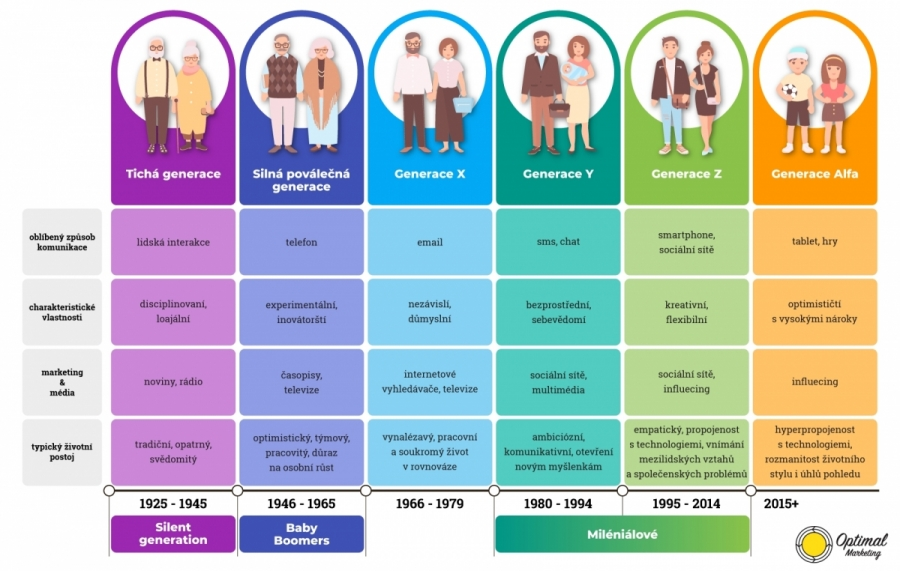 Tichá generace
Silná poválečná
generace
Generace X
Generace Y
Generace Z
Generace Alfa
oblíbený způsob
komunikace
lidská interakce
telefon
email
sms, chat
smartphone,
sociální sítě
tablet, hry
charakteristické
vlastnosti
disciplinovaní,
loajální
experimentální,
inovátorští
nezávislí,
důmyslní
bezprostřední,
sebevědomí
kreativní,
flexibilní
optimističtí
s vysokými nároky
marketing
&
média
noviny, rádio
časopisy,
televize
internetové
vyhledávače, televize
sociální sítě,
multimédia
sociální sítě,
influecing
influecing
typický životní
postoj
tradiční, opatrný,
svědomitý
optimistický, týmový,
pracovitý, důraz
na osobní růst
vynalézavý, pracovní
a soukromý život
v rovnováze
ambiciózní,
komunikativní, otevření
novým myšlenkám
empatický, propojenost
s technologiemi, vnímání
mezilidských vztahů
a společenských problémů
hyperpropojenost
s technologiemi,
rozmanitost životního
stylu i úhlů pohledu
1925 - 1945
1946 - 1965
1966 - 1979
1980 - 1994
1995 - 2014
2015+
Silent
generation
Baby
Boomers
Mileniálové
Optimal
Marketing